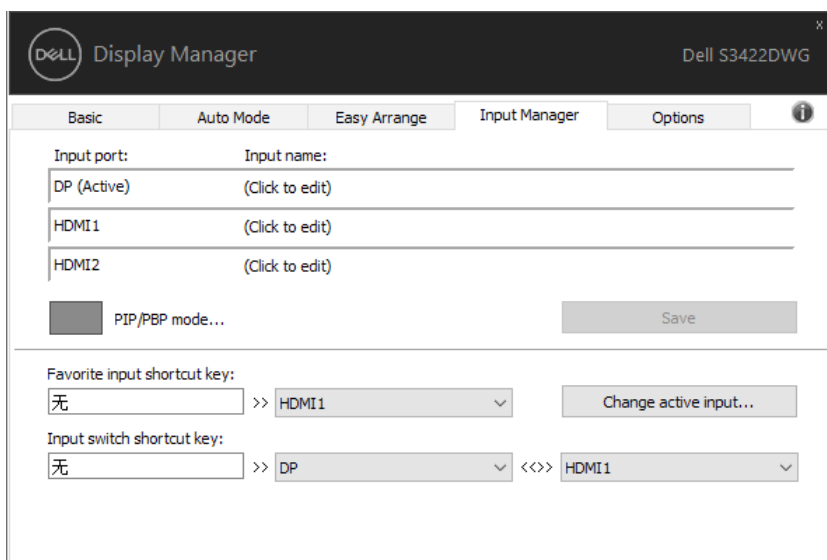 x
DELL Display Manager Dell S3422DWG
Basic Auto Mode Easy Arrange Input Manager Options i
Input port: Input name:
DP (Active) (Click to edit)
HDMI1 (Click to edit)
HDMI2 (Click to edit)
PIP/PBP mode... Save
Favorite input shortcut key:
无 >> HDMI1 Change active input...
Input switch shortcut key:
无 >> DP <<>> HDMI1